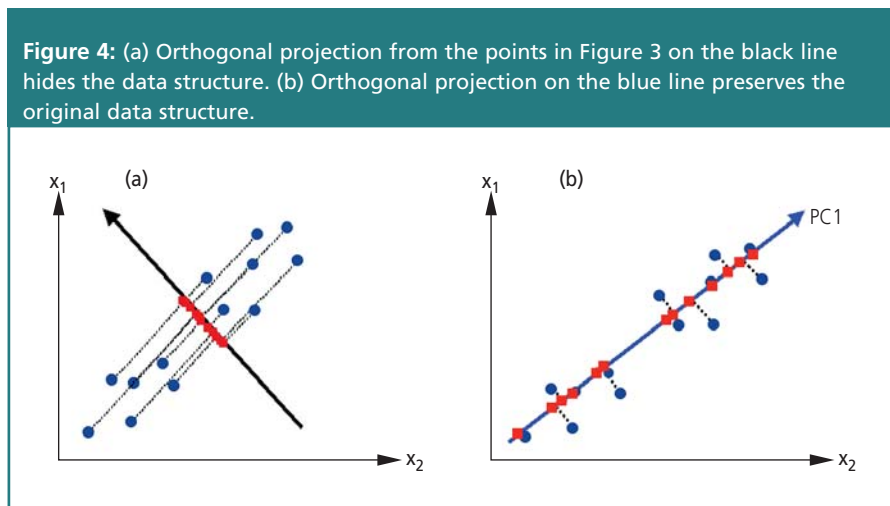 Figure 4: (a) Orthogonal projection from the points in Figure 3 on the black line
hides the data structure. (b) Orthogonal projection on the blue line preserves the
original data structure.
x1 (a)
x2
x1 (b)
PC1
x2